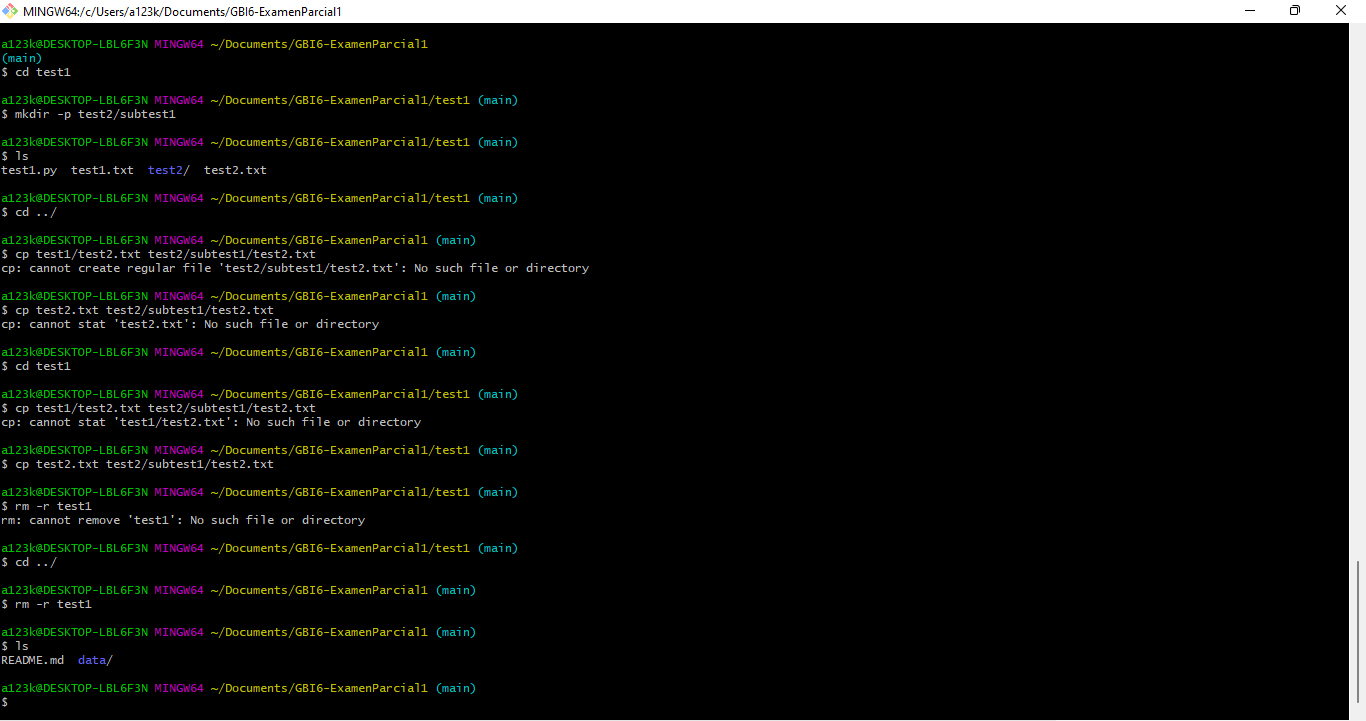 MINGW64:/c/Users/a123k/Documents/GBI6-ExamenParcial1
a123k@DESKTOP-LBL6F3N MINGW64 ~/Documents/GBI6-ExamenParcial1
(main)
$ cd test1
a123k@DESKTOP-LBL6F3N MINGW64 ~/Documents/GBI6-ExamenParcial1/test1 (main)
$ mkdir -p test2/subtest1
a123k@DESKTOP-LBL6F3N MINGW64 ~/Documents/GBI6-ExamenParcial1/test1 (main)
$ ls
test1.py  test1.txt  test2/  test2.txt
a123k@DESKTOP-LBL6F3N MINGW64 ~/Documents/GBI6-ExamenParcial1/test1 (main)
$ cd ../
a123k@DESKTOP-LBL6F3N MINGW64 ~/Documents/GBI6-ExamenParcial1 (main)
$ cp test1/test2.txt test2/subtest1/test2.txt
cp: cannot create regular file 'test2/subtest1/test2.txt': No such file or directory
a123k@DESKTOP-LBL6F3N MINGW64 ~/Documents/GBI6-ExamenParcial1 (main)
$ cp test2.txt test2/subtest1/test2.txt
cp: cannot stat 'test2.txt': No such file or directory
a123k@DESKTOP-LBL6F3N MINGW64 ~/Documents/GBI6-ExamenParcial1 (main)
$ cd test1
a123k@DESKTOP-LBL6F3N MINGW64 ~/Documents/GBI6-ExamenParcial1/test1 (main)
$ cp test1/test2.txt test2/subtest1/test2.txt
cp: cannot stat 'test1/test2.txt': No such file or directory
a123k@DESKTOP-LBL6F3N MINGW64 ~/Documents/GBI6-ExamenParcial1/test1 (main)
$ cp test2.txt test2/subtest1/test2.txt
a123k@DESKTOP-LBL6F3N MINGW64 ~/Documents/GBI6-ExamenParcial1/test1 (main)
$ rm -r test1
rm: cannot remove 'test1': No such file or directory
a123k@DESKTOP-LBL6F3N MINGW64 ~/Documents/GBI6-ExamenParcial1/test1 (main)
$ cd ../
a123k@DESKTOP-LBL6F3N MINGW64 ~/Documents/GBI6-ExamenParcial1 (main)
$ rm -r test1
a123k@DESKTOP-LBL6F3N MINGW64 ~/Documents/GBI6-ExamenParcial1 (main)
$ ls
README.md  data/
a123k@DESKTOP-LBL6F3N MINGW64 ~/Documents/GBI6-ExamenParcial1 (main)
$